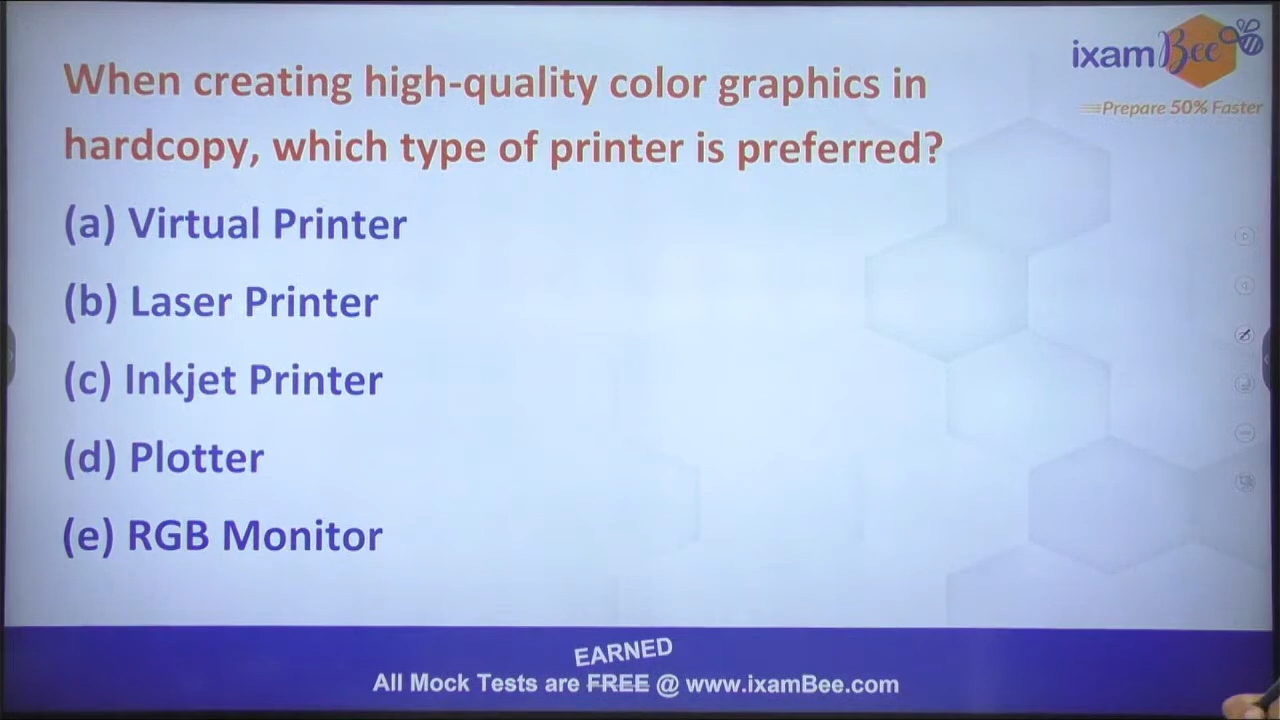 ixamBee
Prepare 50% Faster
When creating high-quality color graphics in
hardcopy, which type of printer is preferred?
(a) Virtual Printer
(b) Laser Printer
(c) Inkjet Printer
(d) Plotter
(e) RGB Monitor
EARNED
All Mock Tests are FREE @ www.ixamBee.com